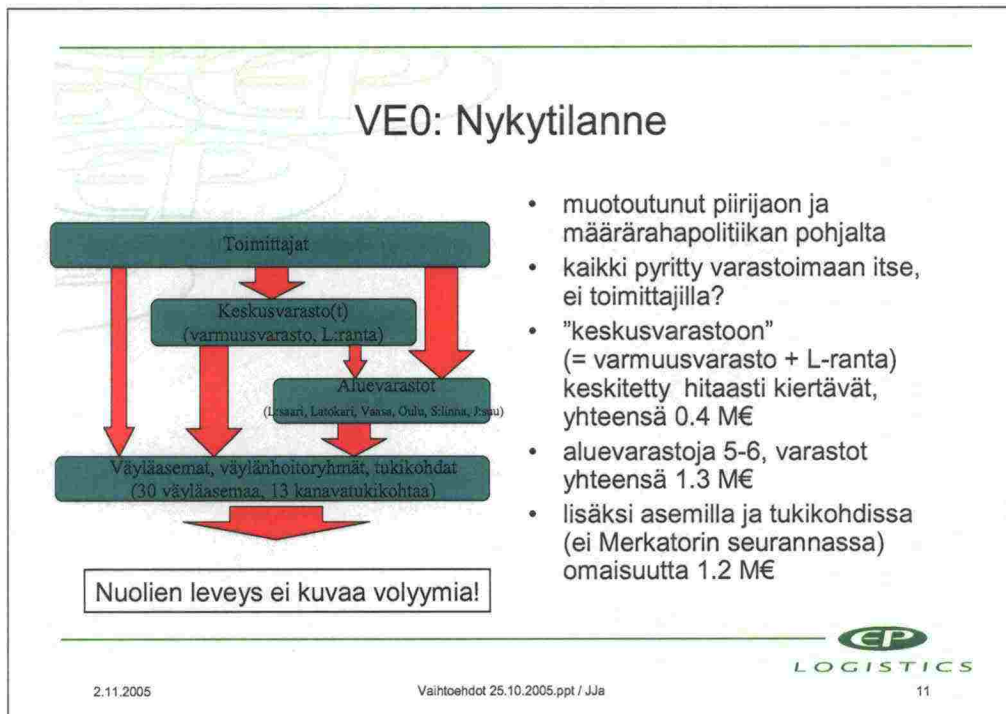 VE0: Nykytilanne
Toimittajat
Keskusvarasto(t)
(varmuusvarasto, L:ranta)
Aluevarastot
(L:saari, Latokari, Vaasa, Oulu, S:linna, J:suu)
Väyläasemat, väylänhoitoryhmät, tukikohdat
(30 väyläasemaa, 13 kanavatukikohtaa)
Nuolien leveys ei kuvaa volyymia!
• muotoutunut piirijaon ja
määrärahapolitiikan pohjalta
• kaikki pyritty varastoimaan itse,
ei toimittajilla?
• ”keskusvarastoon”
(= varmuusvarasto + L-ranta)
keskitetty hitaasti kiertävät,
yhteensä 0.4 M€
• aluevarastoja 5-6, varastot
yhteensä 1.3 M€
• lisäksi asemilla ja tukikohdissa
(ei Merkatorin seurannassa)
omaisuutta 1.2 M€
EP
LOGISTICS
2.11.2005
Vaihtoehdot 25.10.2005.ppt / JJa
11